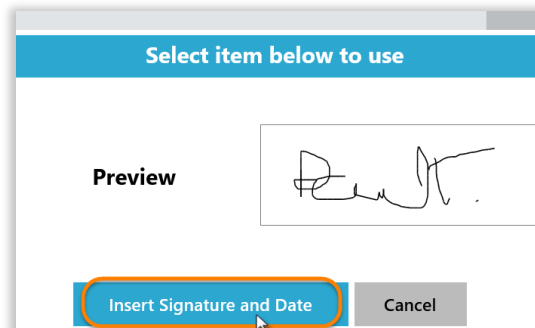 Select item below to use
Preview
Insert Signature and Date
Cancel